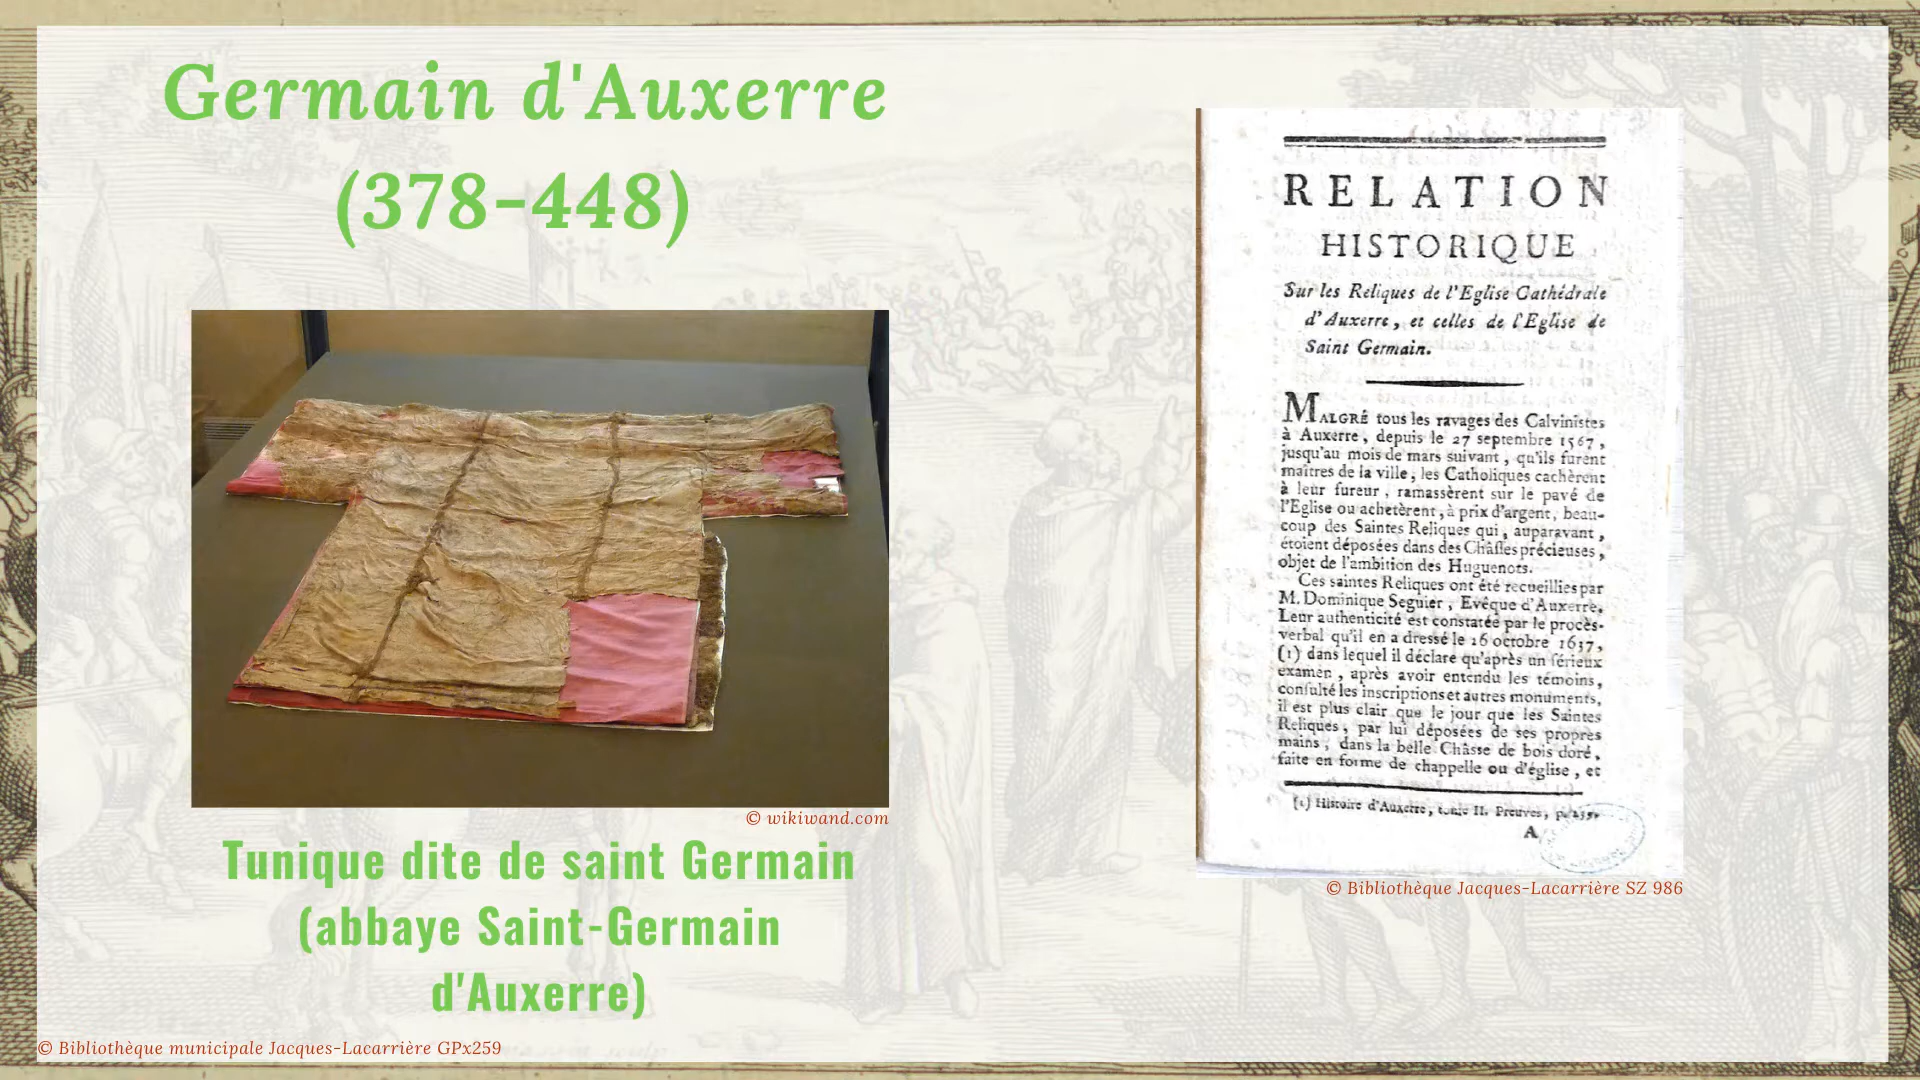 Germain d'Auxerre
(378-448)
© wikiwand.com
Tunique dite de saint Germain
(abbaye Saint-Germain
d'Auxerre)
© Bibliothèque municipale Jacques-Lacarrière GPx259
RELATION
HISTORIQUE
Sur les Reliques de l'Eglise Cathédrale
d'Auxerre, et celles de l'Eglise de
Saint Germain.
MALGRÉ tous les ravages des Calvinistes
à Auxerre, depuis le 27 septembre 1567,
jusqu'au mois de mars suivant, qu'ils furent
maîtres de la ville, les Catholiques cachèrent
à leur fureur, ramassèrent sur le pavé de
l'Eglise ou achetèrent, à prix d'argent, beau-
coup des Saintes Reliques qui, auparavant,
étoient déposées dans des Châsses précieuses,
objet de l'ambition des Huguenots.
Ces saintes Reliques ont été recueillies par
M. Dominique Seguier, Evêque d'Auxerre.
Leur authenticité est constatée par le procès-
verbal qu'il en a dressé le 16 octobre 1637,
(1) dans lequel il déclare qu'après un sérieux
examen, après avoir entendu les témoins,
consulté les inscriptions et autres monuments,
il est plus clair que le jour que les Saintes
Reliques, par lui déposées de ses propres
mains, dans la belle Châsse de bois doré,
faite en forme de chappelle ou d'église, et
(1) Histoire d'Auxerre, tome II. Preuves,
A
© Bibliothèque Jacques-Lacarrière SZ 986